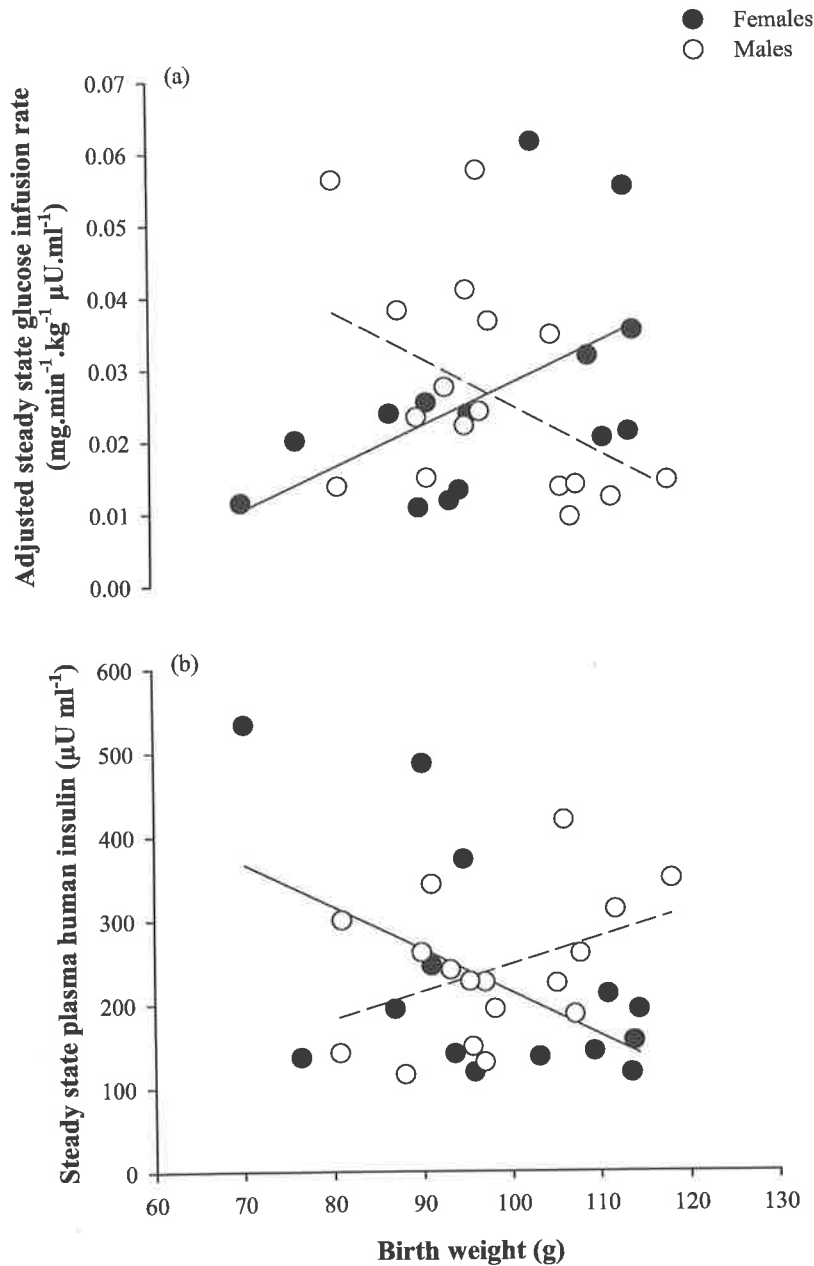 Females
Males
(a)
0.07
0.06
0.05
0.04
0.03
0.02
0.01
0.00
Adjusted steady state glucose infusion rate
(mg.min⁻¹.kg⁻¹ μU.ml⁻¹)
(b)
600
500
400
300
200
100
0
Steady state plasma human insulin (μU ml⁻¹)
60 70 80 90 100 110 120 130
Birth weight (g)